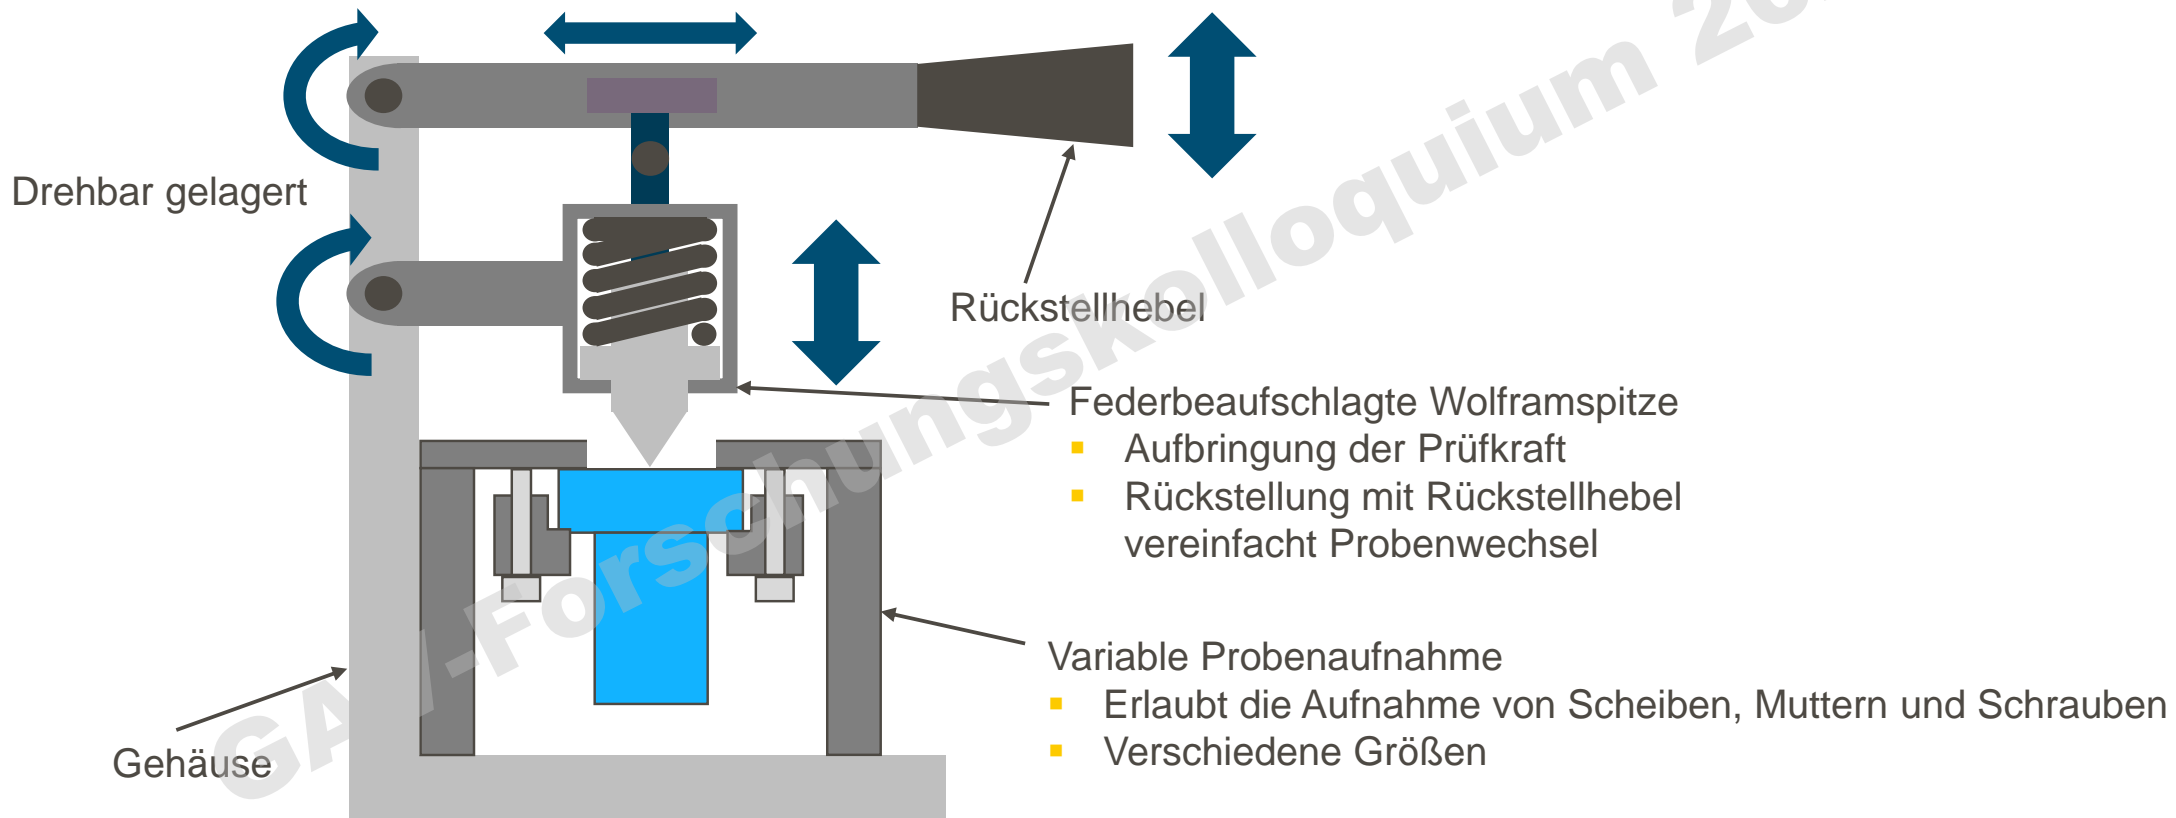 Drehbar gelagert
Rückstellhebel
Federbeaufschlagte Wolframspitze
▪ Aufbringung der Prüfkraft
▪ Rückstellung mit Rückstellhebel
vereinfacht Probenwechsel
Variable Probenaufnahme
▪ Erlaubt die Aufnahme von Scheiben, Muttern und Schrauben
▪ Verschiedene Größen
Gehäuse